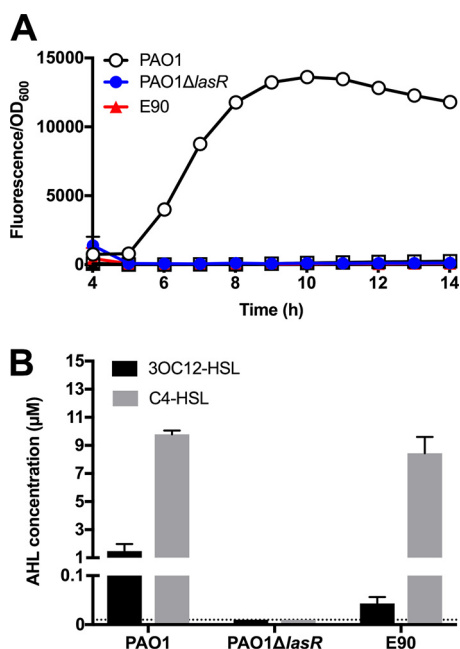 A
15000
10000
5000
0
Fluorescence/OD600
PAO1
PAO1ΔlasR
E90
4 6 8 10 12 14
Time (h)
B
15
13
11
9
7
5
3
1
0.1
0
AHL concentration (µM)
3OC12-HSL
C4-HSL
PAO1 PAO1ΔlasR E90